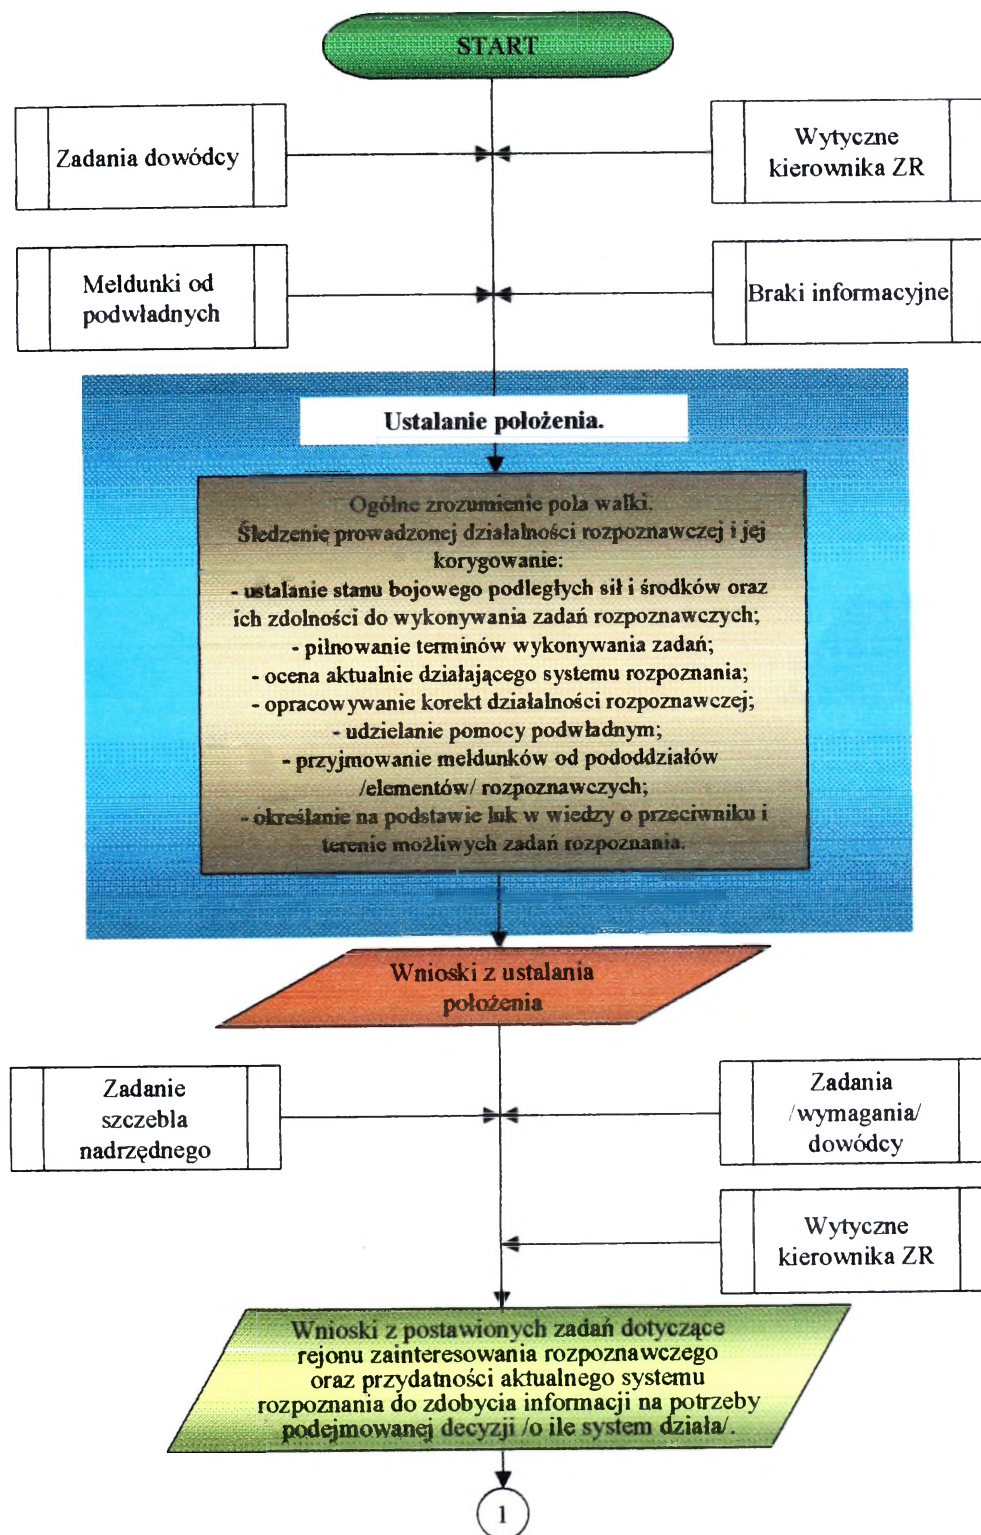 START
Zadania dowódcy
Wytyczne
kierownika ZR
Meldunki od
podwładnych
Braki informacyjne
Ustalanie położenia.
Ogólne zrozumienie pola walki.
Śledzenie prowadzonej działalności rozpoznawczej i jej
korygowanie:
- ustalanie stanu bojowego podległych sił i środków oraz
ich zdolności do wykonywania zadań rozpoznawczych;
- pilnowanie terminów wykonywania zadań;
- ocena aktualnie działającego systemu rozpoznania;
- opracowywanie korekt działalności rozpoznawczej;
- udzielanie pomocy podwładnym;
- przyjmowanie meldunków od pododdziałów
/elementów/ rozpoznawczych;
- określanie na podstawie luk w wiedzy o przeciwniku i
terenie możliwych zadań rozpoznania.
Wnioski z ustalania
położenia
Zadanie
szczebla
nadrzędnego
Zadania
/wymagania/
dowódcy
Wytyczne
kierownika ZR
Wnioski z postawionych zadań dotyczące
rejonu zainteresowania rozpoznawczego
oraz przydatności aktualnego systemu
rozpoznania do zdobycia informacji na potrzeby
podejmowanej decyzji /o ile system działa/.
1